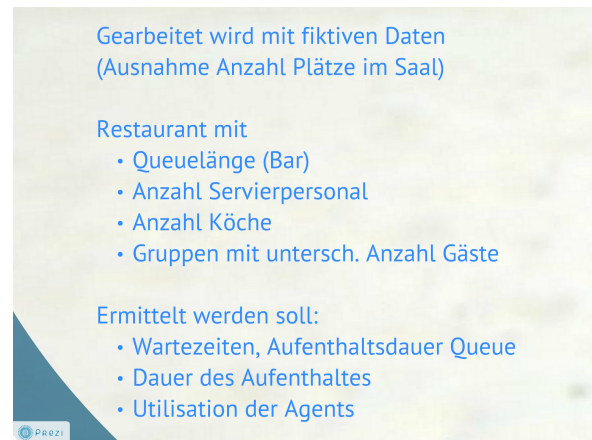 Gearbeitet wird mit fiktiven Daten
(Ausnahme Anzahl Plätze im Saal)
Restaurant mit
• Queuelänge (Bar)
• Anzahl Servierpersonal
• Anzahl Köche
• Gruppen mit untersch. Anzahl Gäste
Ermittelt werden soll:
• Wartezeiten, Aufenthaltsdauer Queue
• Dauer des Aufenthaltes
• Utilisation der Agents
Prezi